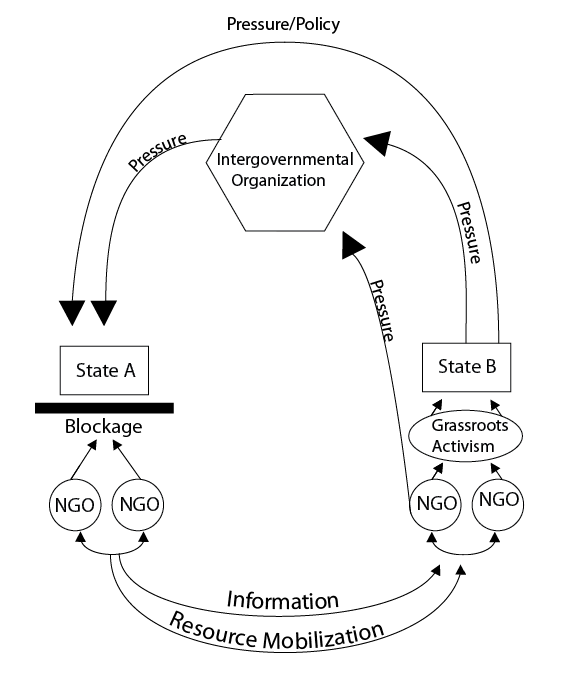 Pressure/Policy
Pressure
Intergovernmental
Organization
Pressure
Pressure
State A
State B
Blockage
Grassroots
Activism
NGO
NGO
NGO
NGO
Information
Resource Mobilization